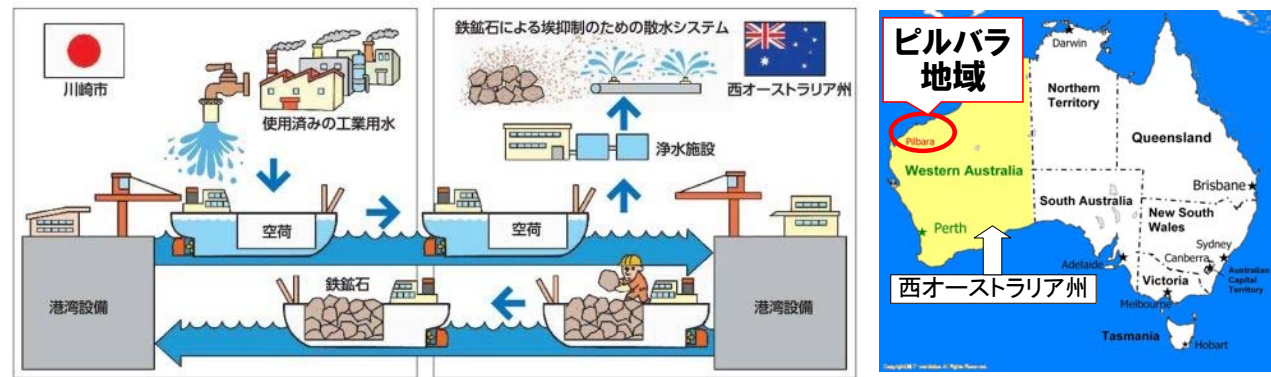 川崎市
使用済みの工業用水
空荷
港湾設備
鉄鉱石
鉄鉱石による埃抑制のための散水システム
西オーストラリア州
浄水施設
空荷
港湾設備
ピルバラ
地域
Darwin
Northern
Territory
Queensland
Pilbara
Western Australia
Brisbane
South Australia
New South
Wales
Perth
Sydney
Canberra
Adelaide
Australian
Capital
Territory
Victoria
西オーストラリア州
Melbourne
Tasmania
Hobart